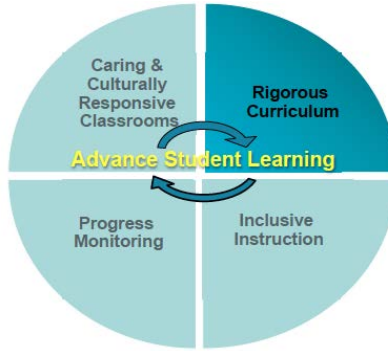 Caring &
Culturally
Responsive
Classrooms
Rigorous
Curriculum
Advance Student Learning
Progress
Monitoring
Inclusive
Instruction